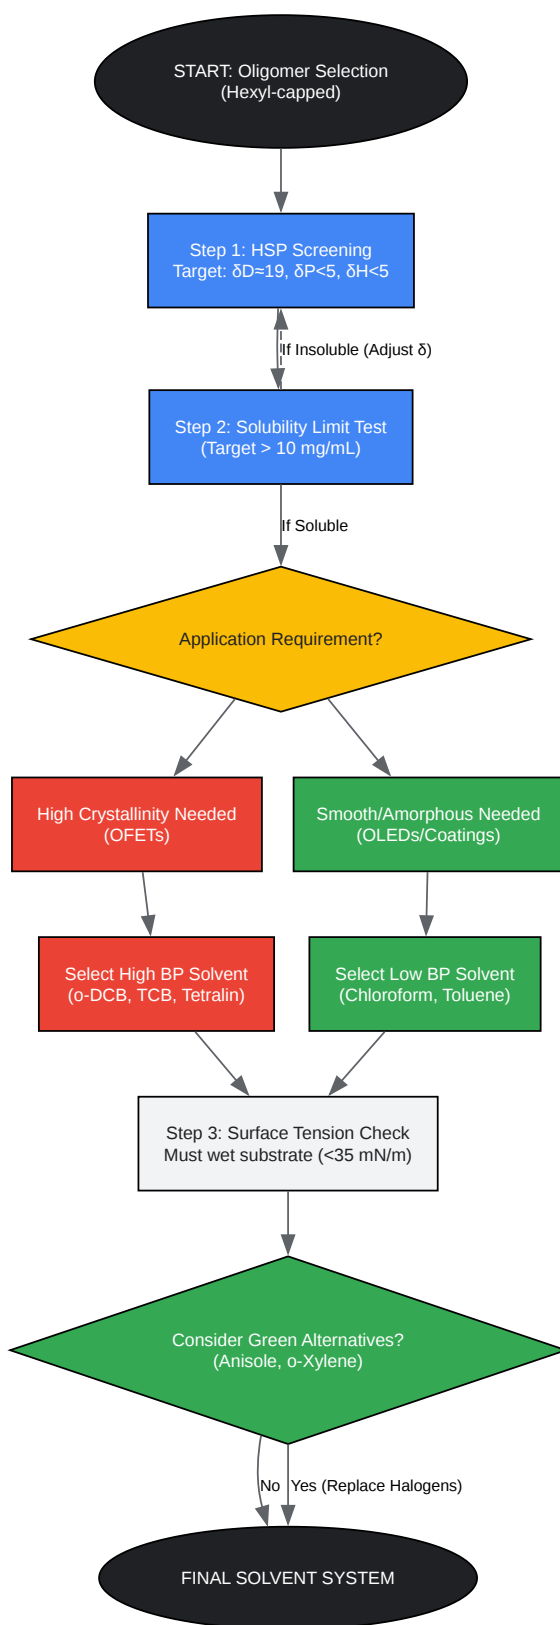 START: Oligomer Selection
(Hexyl-capped)
Step 1: HSP Screening
Target: δD≈19, δP<5, δH<5
If Insoluble (Adjust δ)
Step 2: Solubility Limit Test
(Target > 10 mg/mL)
If Soluble
Application Requirement?
High Crystallinity Needed
(OFETs)
Smooth/Amorphous Needed
(OLEDs/Coatings)
Select High BP Solvent
(o-DCB, TCB, Tetralin)
Select Low BP Solvent
(Chloroform, Toluene)
Step 3: Surface Tension Check
Must wet substrate (<35 mN/m)
Consider Green Alternatives?
(Anisole, o-Xylene)
No
Yes (Replace Halogens)
FINAL SOLVENT SYSTEM